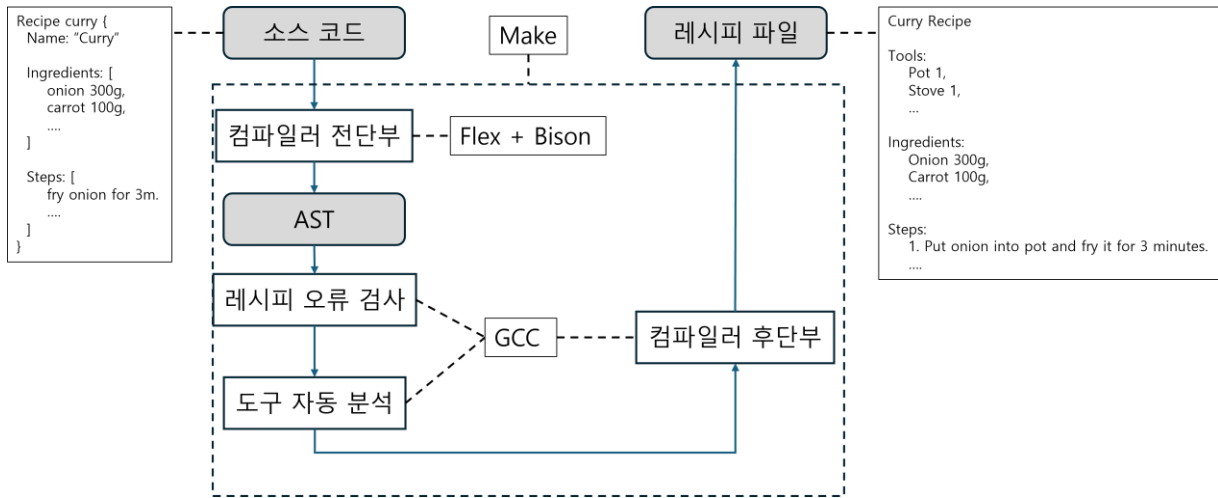 Recipe curry {
Name: “Curry”
Ingredients: [
onion 300g,
carrot 100g,
....
]
Steps: [
fry onion for 3m.
....
]
}
소스 코드
Make
컴파일러 전단부
Flex + Bison
AST
레시피 오류 검사
GCC
도구 자동 분석
컴파일러 후단부
레시피 파일
Curry Recipe
Tools:
Pot 1,
Stove 1,
...
Ingredients:
Onion 300g,
Carrot 100g,
....
Steps:
1. Put onion into pot and fry it for 3 minutes.
....